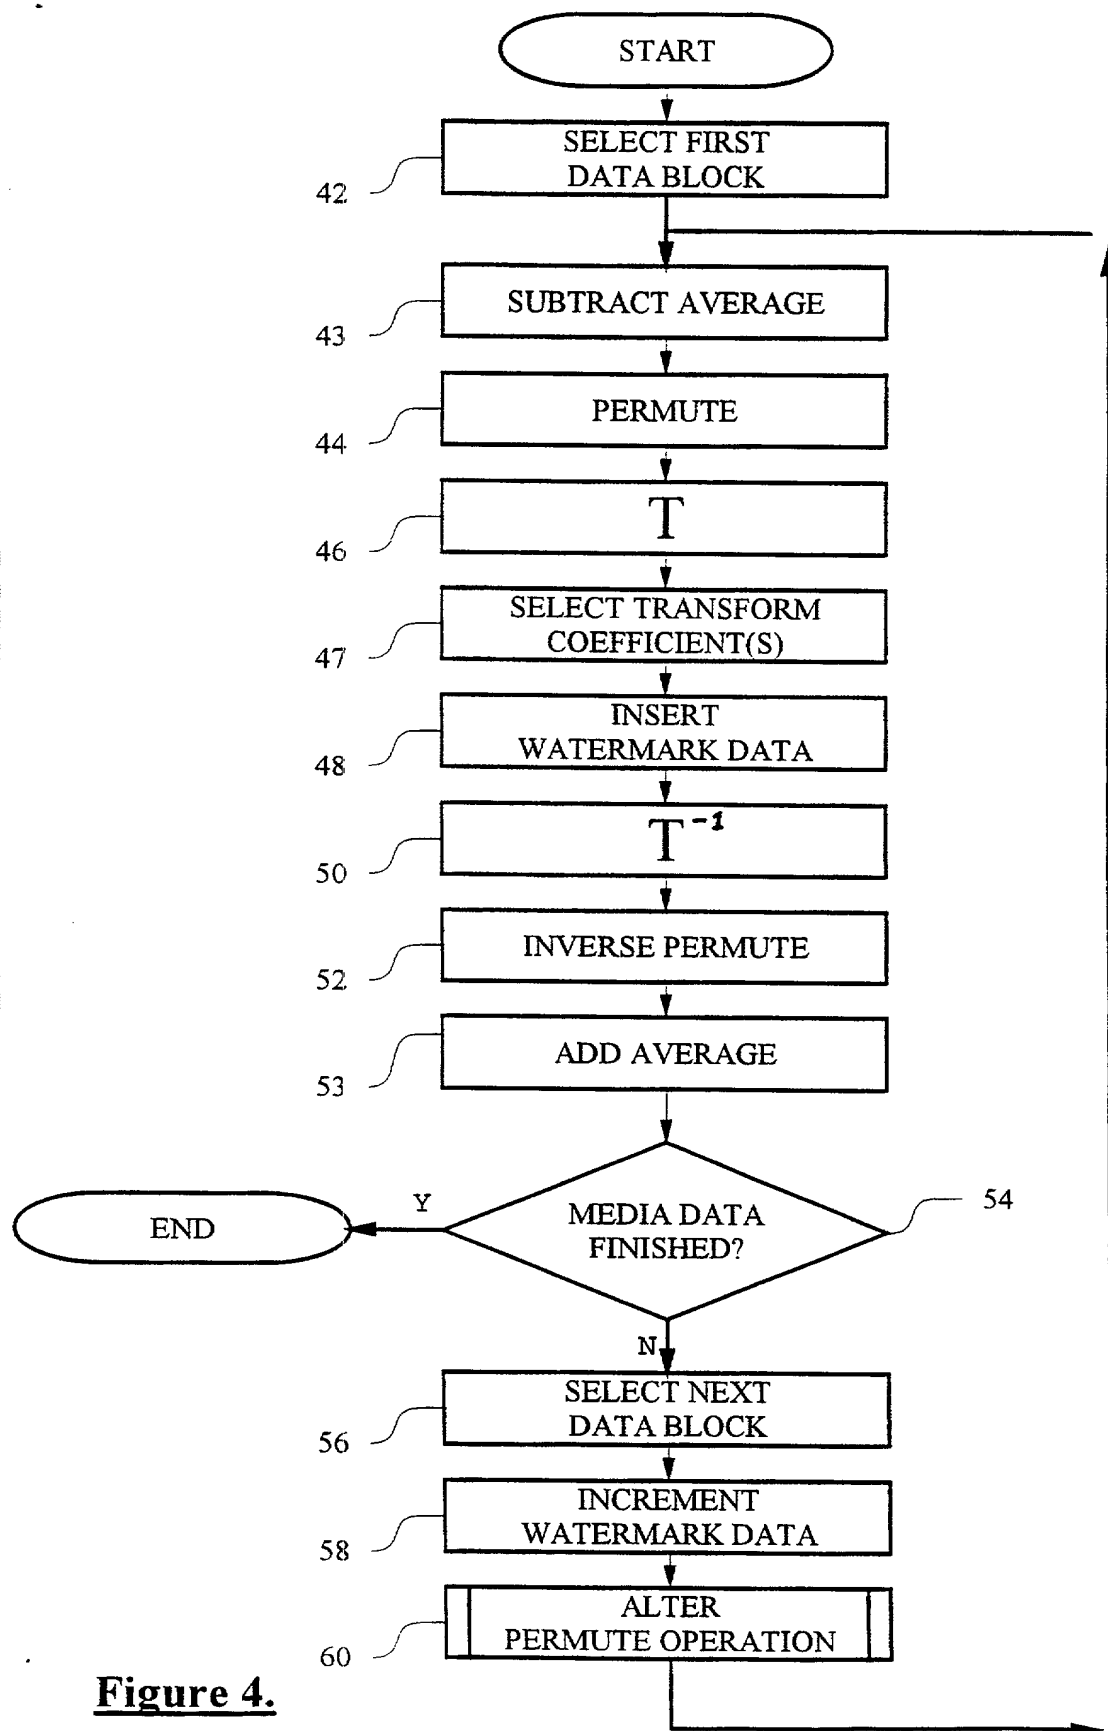 START
SELECT FIRST
DATA BLOCK
42
SUBTRACT AVERAGE
43
PERMUTE
44
T
46
SELECT TRANSFORM
COEFFICIENT(S)
47
INSERT
WATERMARK DATA
48
T⁻¹
50
INVERSE PERMUTE
52
ADD AVERAGE
53
MEDIA DATA
FINISHED?
54
Y
END
N
SELECT NEXT
DATA BLOCK
56
INCREMENT
WATERMARK DATA
58
ALTER
PERMUTE OPERATION
60
Figure 4.